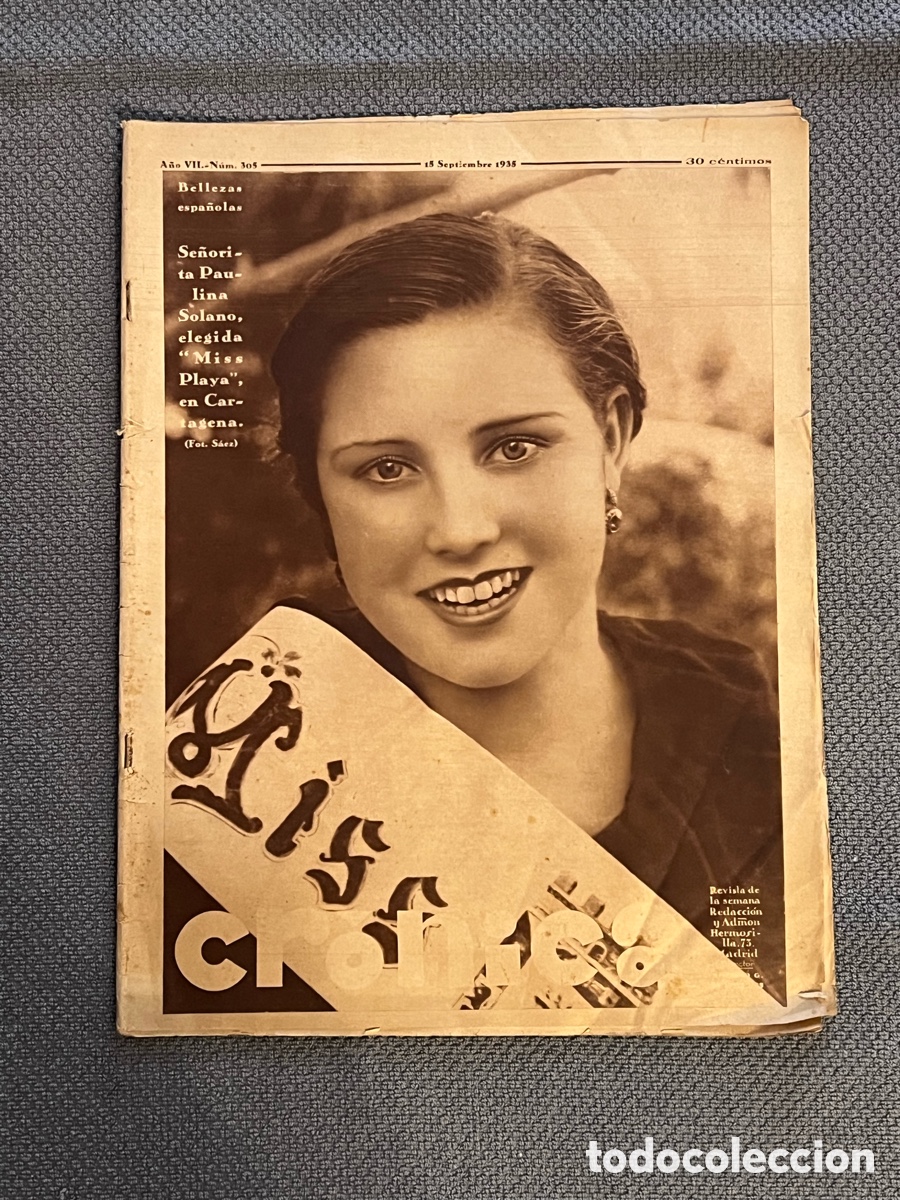 Año VII.-Núm. 305
15 Septiembre 1935
30 céntimos
Bellezas
españolas
Señori-
ta Pau-
lina
Solano,
elegida
"Miss
Playa",
en Car-
tagena.
(Fot. Sáez)
Miss
Revista de
la semana
Redacción
y Admón
Hermosi-
lla, 73.
Madrid
todocoleccion